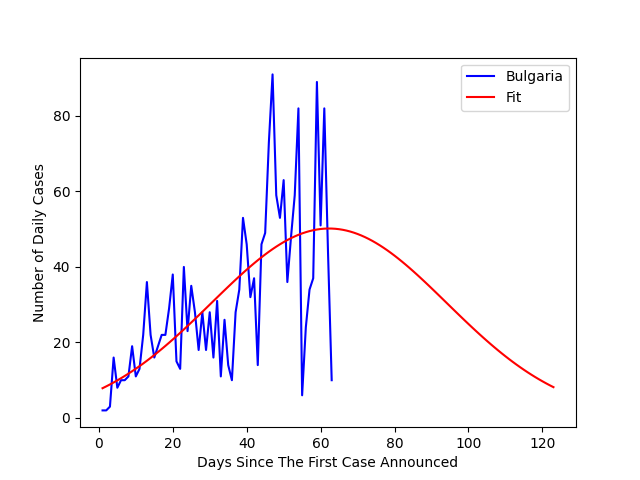 Bulgaria
Fit
Number of Daily Cases
80
60
40
20
0
0 20 40 60 80 100 120
Days Since The First Case Announced